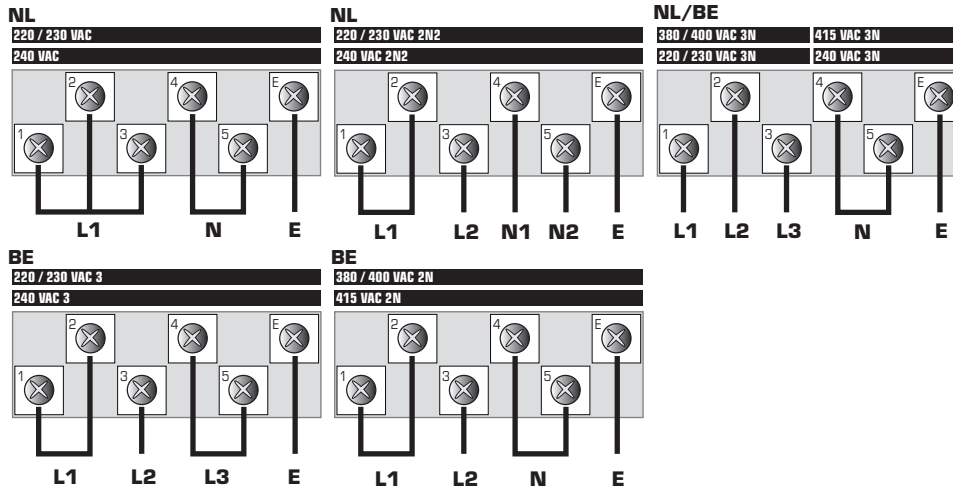 NL
220 / 230 VAC
240 VAC
2 4 E
1 3 5
L1 N E
NL
220 / 230 VAC 2N2
240 VAC 2N2
2 4 E
1 3 5
L1 L2 N1 N2 E
NL/BE
380 / 400 VAC 3N 415 VAC 3N
220 / 230 VAC 3N 240 VAC 3N
2 4 E
1 3 5
L1 L2 L3 N E
BE
220 / 230 VAC 3
240 VAC 3
2 4 E
1 3 5
L1 L2 L3 E
BE
380 / 400 VAC 2N
415 VAC 2N
2 4 E
1 3 5
L1 L2 N E